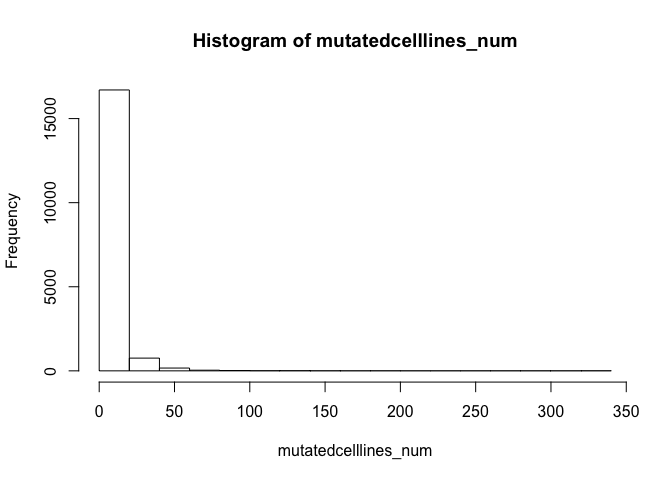 Histogram of mutatedcelllines_num
Frequency
15000
10000
5000
0
0 50 100 150 200 250 300 350
mutatedcelllines_num